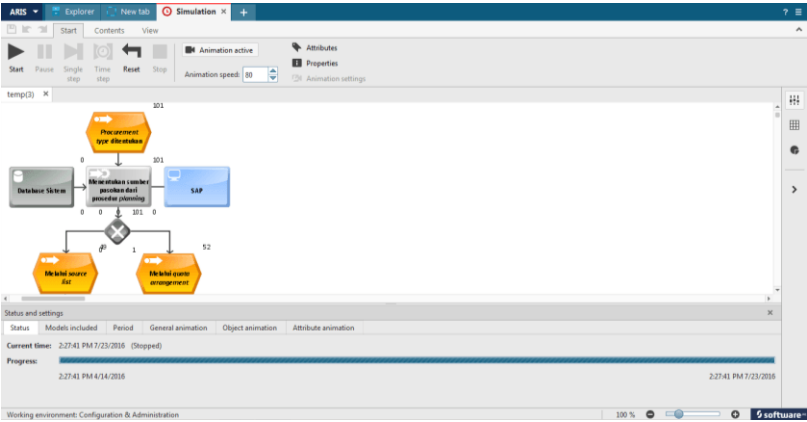 ARIS Explorer New tab Simulation × + ?
Start Contents View
Start Pause Single step Time step Reset Stop
Animation active
Animation speed: 80
Attributes
Properties
Animation settings
temp(3) ×
101
Procurement
type ditentukan
0 101
Database Sistem
Menentukan sumber
pasokan dari
prosedur planning
SAP
0 0 0 101 0
49 1 52
Melalui source
list
Melalui quota
arrangement
Status and settings ×
Status Models included Period General animation Object animation Attribute animation
Current time: 2:27:41 PM 7/23/2016 (Stopped)
Progress:
2:27:41 PM 4/14/2016 2:27:41 PM 7/23/2016
Working environment: Configuration & Administration 100 % software